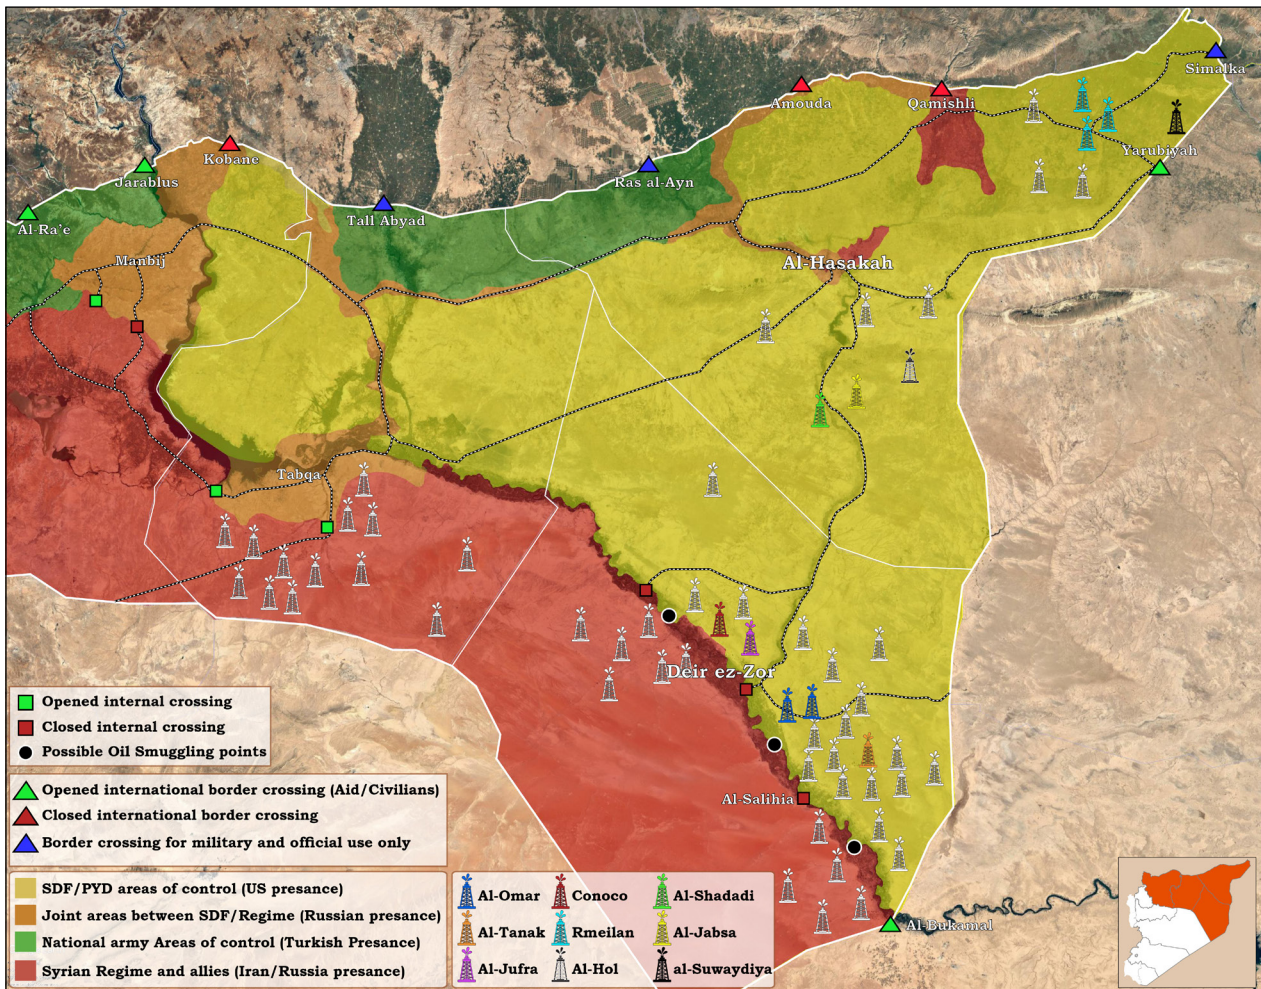 Simalka
Amouda
Qamishli
Yarubiyah
Kobane
Jarablus
Ras al-Ayn
Tall Abyad
Al-Ra'e
Manbij
Al-Hasakah
Tabqa
Deir ez-Zor
Al-Salihia
Al-Bukamal
Opened internal crossing
Closed internal crossing
Possible Oil Smuggling points
Opened international border crossing (Aid/Civilians)
Closed international border crossing
Border crossing for military and official use only
SDF/PYD areas of control (US presance)
Joint areas between SDF/Regime (Russian presance)
National army Areas of control (Turkish Presance)
Syrian Regime and allies (Iran/Russia presance)
Al-Omar Conoco Al-Shadadi
Al-Tanak Rmeilan Al-Jabsa
Al-Jufra Al-Hol al-Suwaydiya